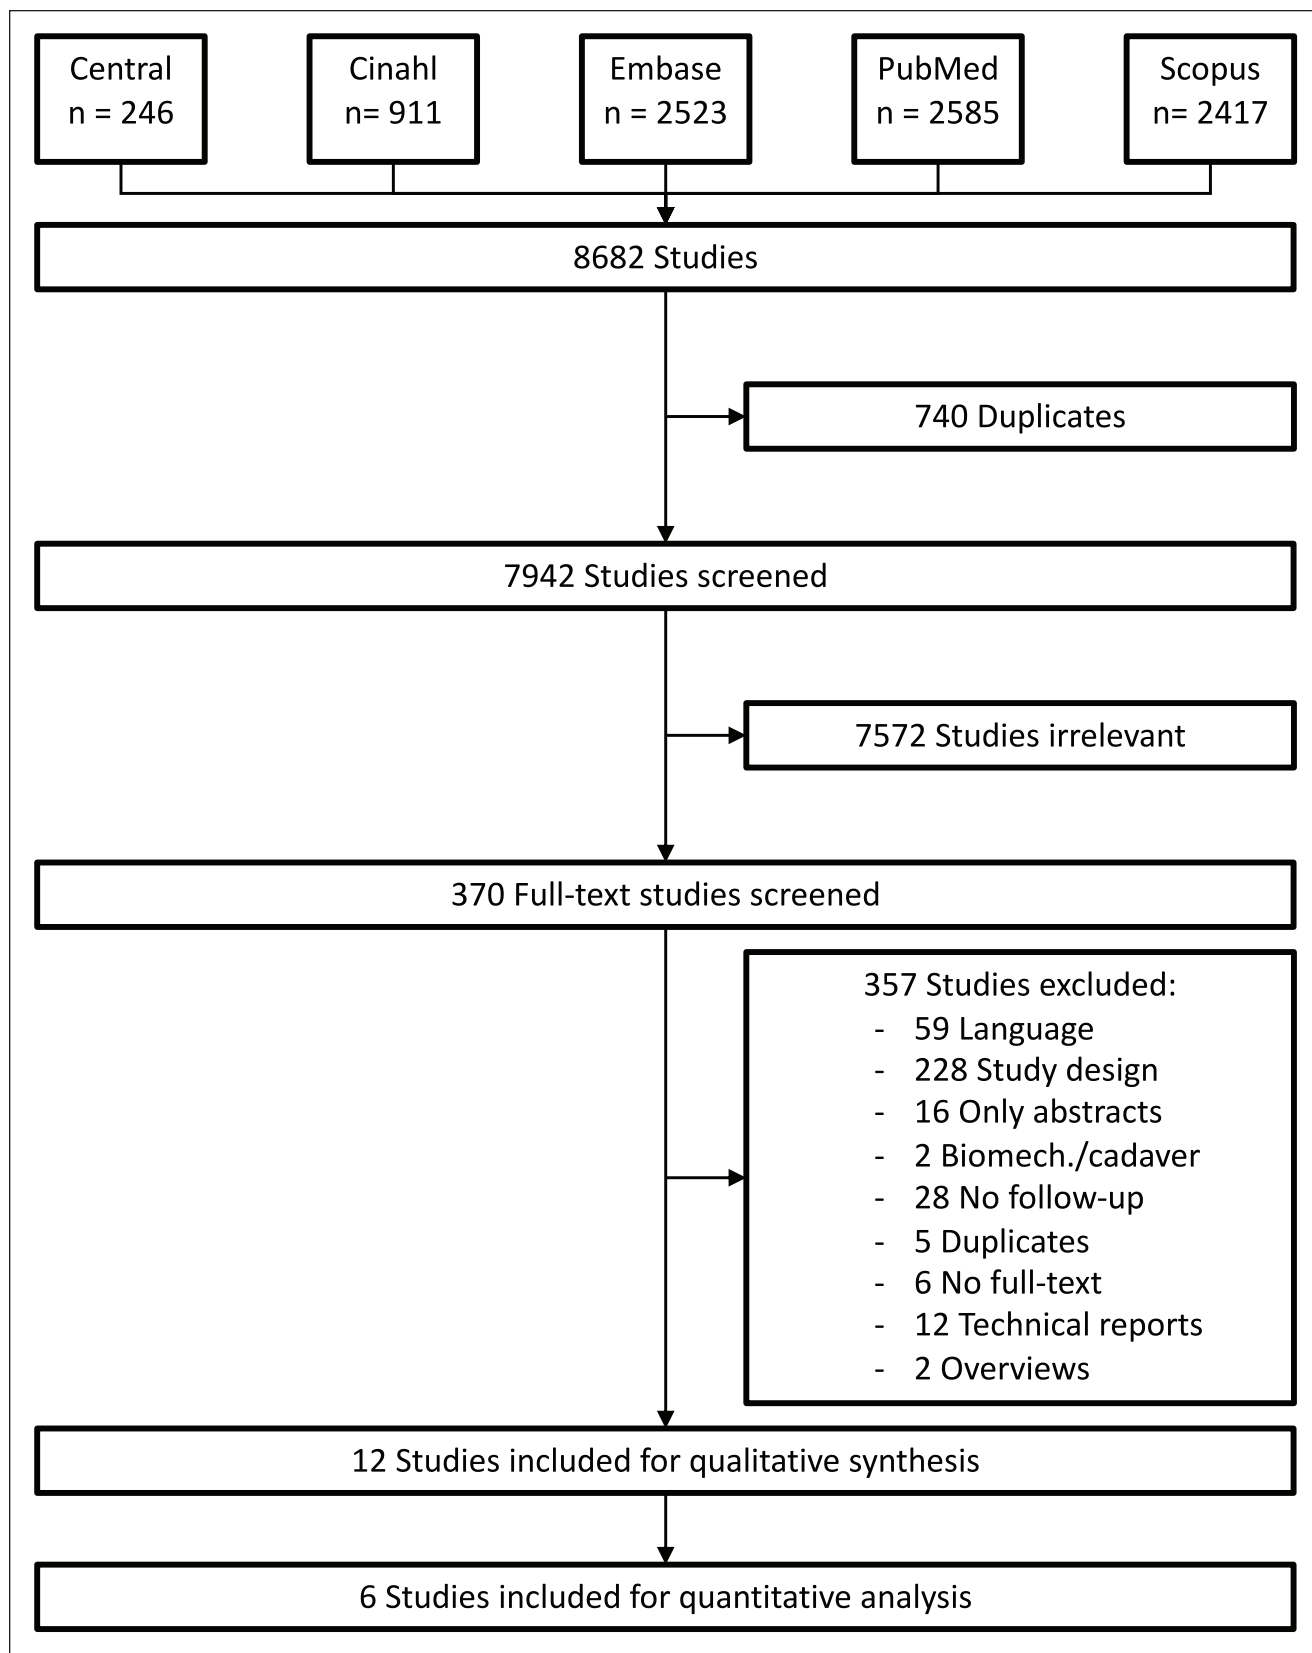 Central
n = 246
Cinahl
n= 911
Embase
n = 2523
PubMed
n = 2585
Scopus
n= 2417
8682 Studies
740 Duplicates
7942 Studies screened
7572 Studies irrelevant
370 Full-text studies screened
357 Studies excluded:
- 59 Language
- 228 Study design
- 16 Only abstracts
- 2 Biomech./cadaver
- 28 No follow-up
- 5 Duplicates
- 6 No full-text
- 12 Technical reports
- 2 Overviews
12 Studies included for qualitative synthesis
6 Studies included for quantitative analysis